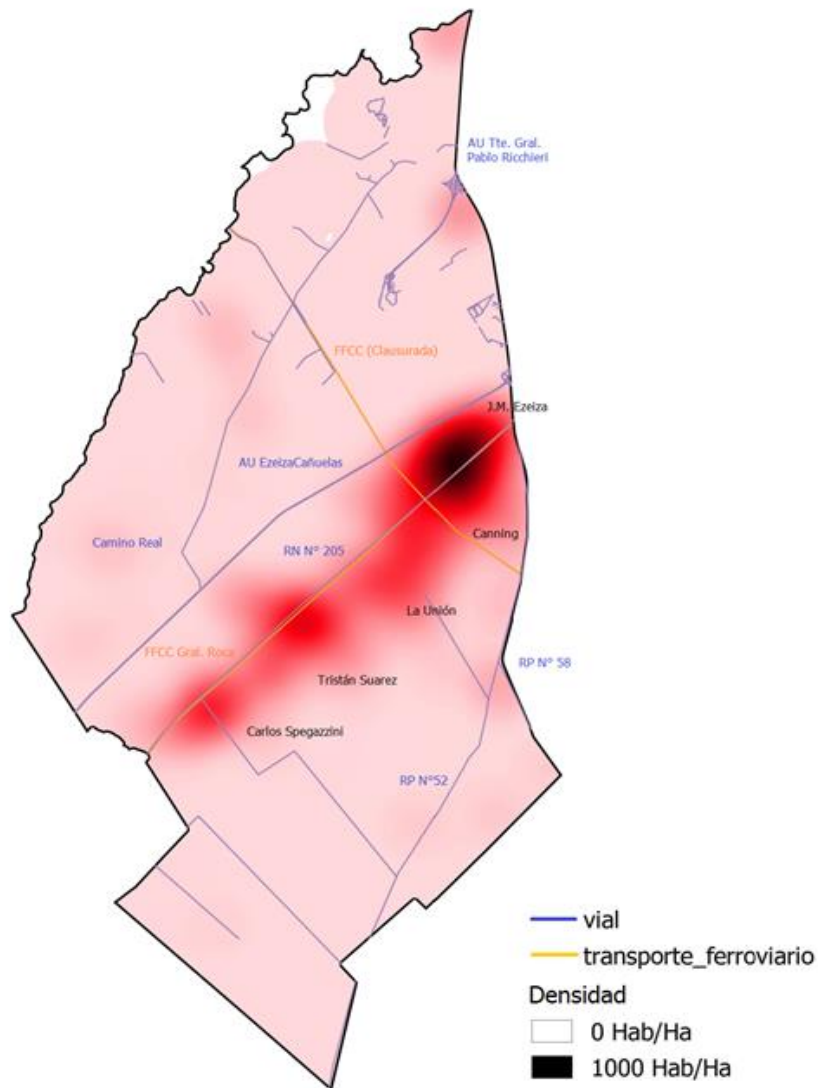 AU Tte. Gral.
Pablo Ricchieri
FFCC (Clausurada)
J.M. Ezeiza
AU EzeizaCañuelas
Canning
Camino Real
RN N° 205
La Unión
FFCC Gral. Roca
RP N° 58
Tristán Suarez
Carlos Spegazzini
RP N°52
vial
transporte_ferroviario
Densidad
0 Hab/Ha
1000 Hab/Ha